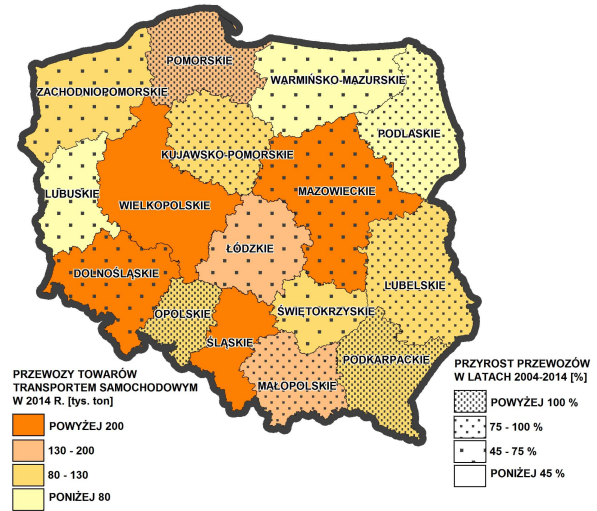 POMORSKIE
WARMIŃSKO-MAZURSKIE
ZACHODNIOPOMORSKIE
PODLASKIE
KUJAWSKO-POMORSKIE
LUBUSKIE
MAZOWIECKIE
WIELKOPOLSKIE
ŁÓDZKIE
DOLNOŚLĄSKIE
LUBELSKIE
OPOLSKIE
ŚWIĘTOKRZYSKIE
ŚLĄSKIE
PODKARPACKIE
MAŁOPOLSKIE
PRZEWOZY TOWARÓW
TRANSPORTEM SAMOCHODOWYM
W 2014 R. [tys. ton]
POWYŻEJ 200
130 - 200
80 - 130
PONIŻEJ 80
PRZYROST PRZEWOZÓW
W LATACH 2004-2014 [%]
POWYŻEJ 100 %
75 - 100 %
45 - 75 %
PONIŻEJ 45 %